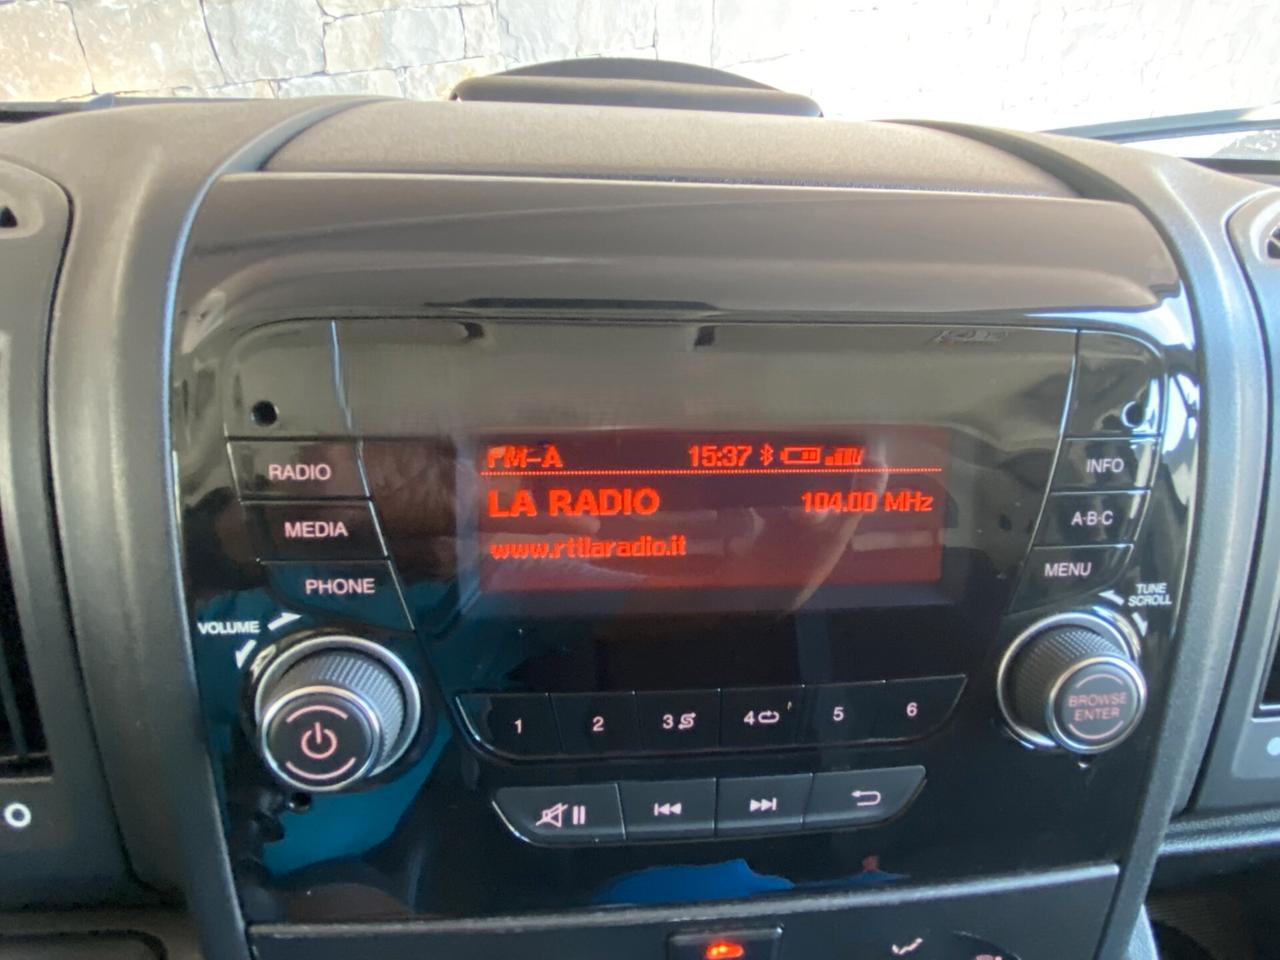 FM-A 15:37
LA RADIO 104.00 MHz
www.rttlaradio.it
RADIO
MEDIA
PHONE
VOLUME
INFO
A-B-C
MENU
TUNE
SCROLL
BROWSE
ENTER
1 2 3 4 5 6